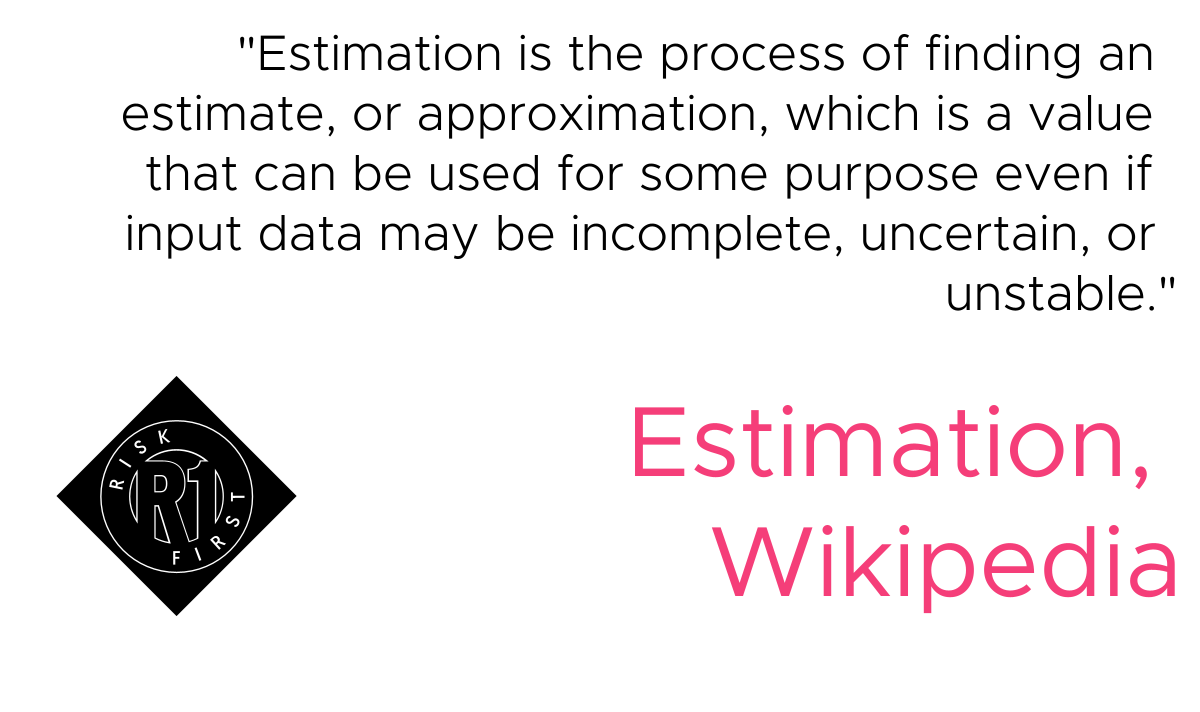 "Estimation is the process of finding an
estimate, or approximation, which is a value
that can be used for some purpose even if
input data may be incomplete, uncertain, or
unstable."
RISK
R1
FIRST
Estimation,
Wikipedia